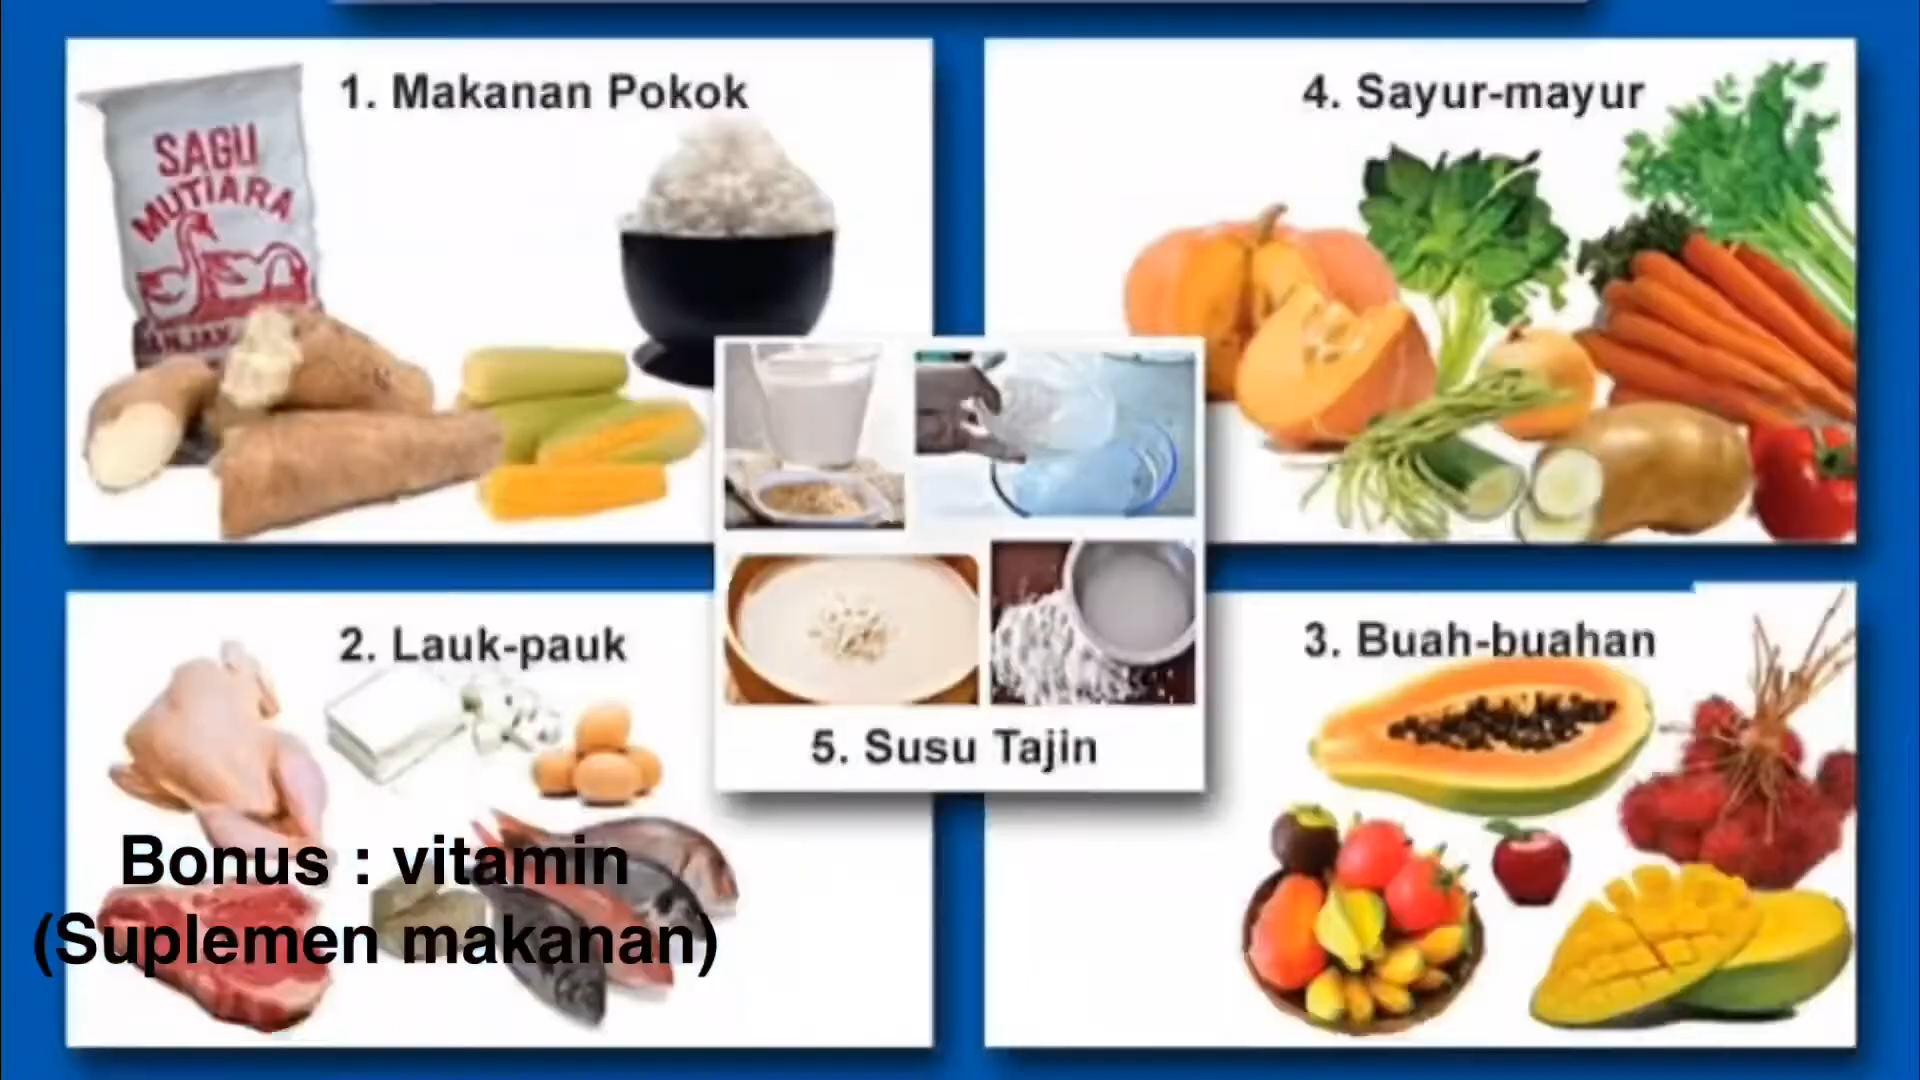 1. Makanan Pokok
SAGU
MUTIARA
4. Sayur-mayur
2. Lauk-pauk
Bonus : vitamin
(Suplemen makanan)
5. Susu Tajin
3. Buah-buahan